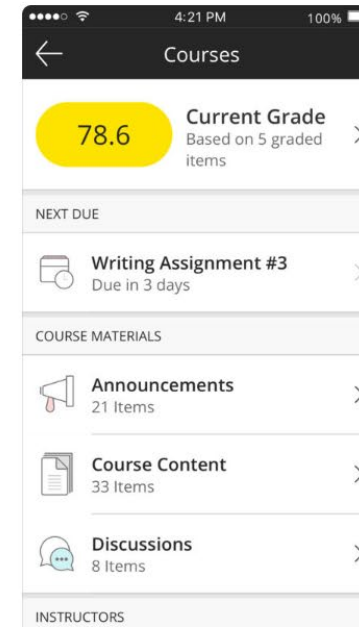 4:21 PM
100%
Courses
78.6
Current Grade
Based on 5 graded
items
NEXT DUE
Writing Assignment #3
Due in 3 days
COURSE MATERIALS
Announcements
21 Items
Course Content
33 Items
Discussions
8 Items
INSTRUCTORS